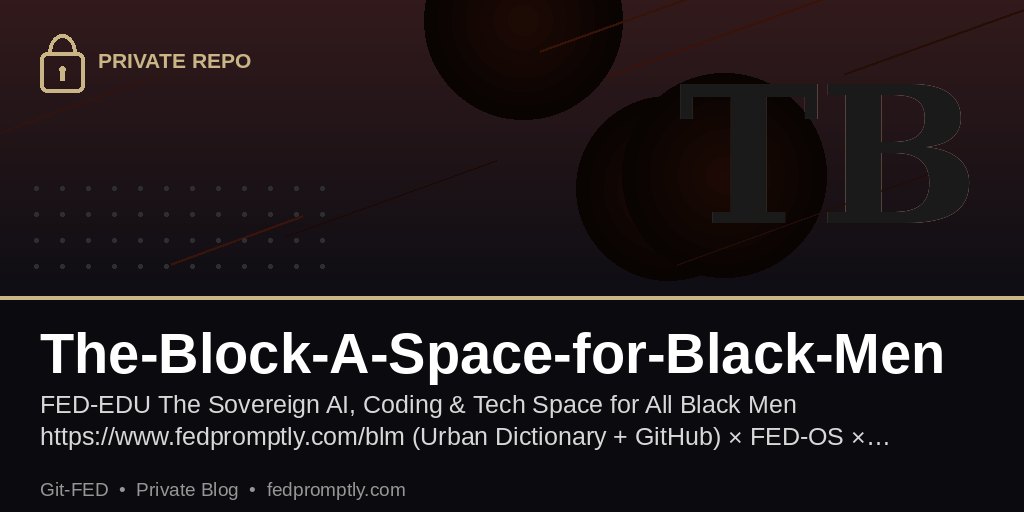 PRIVATE REPO
TB
The-Block-A-Space-for-Black-Men
FED-EDU The Sovereign AI, Coding & Tech Space for All Black Men
https://www.fedpromptly.com/blm (Urban Dictionary + GitHub) × FED-OS ×…
Git-FED • Private Blog • fedpromptly.com